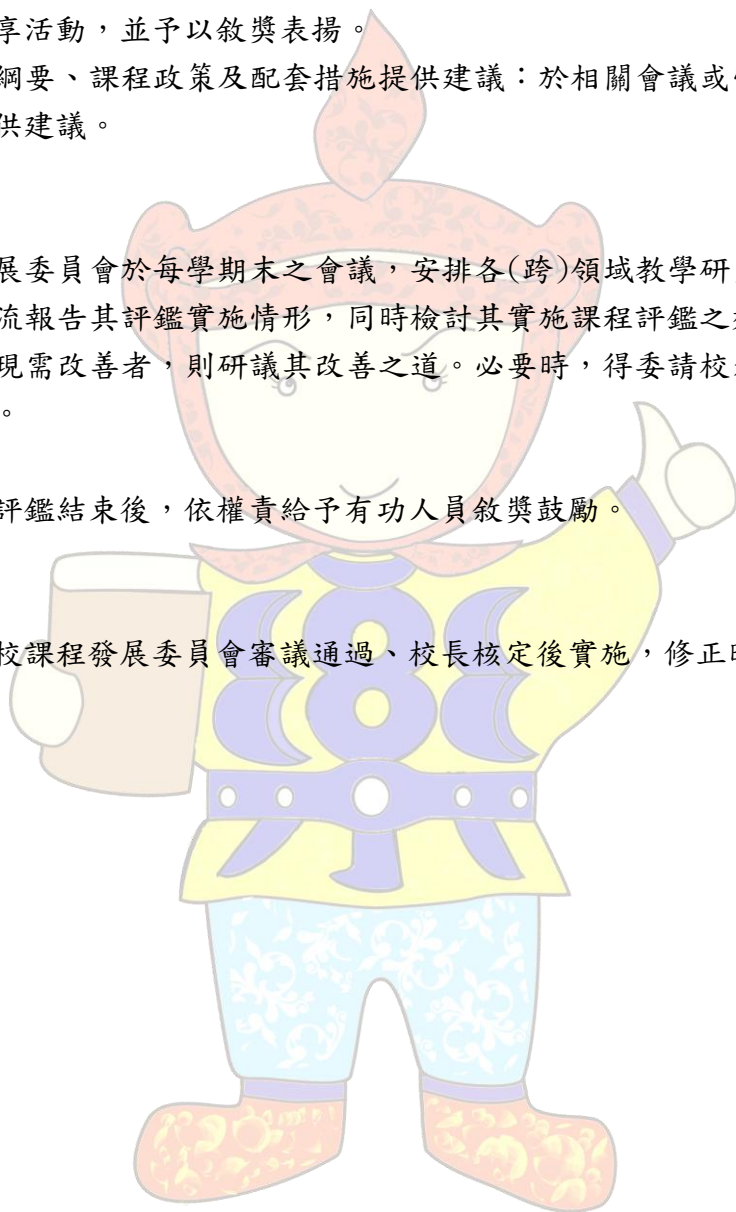 享活動，並予以敘獎表揚。
綱要、課程政策及配套措施提供建議：於相關會議或
供建議。
展委員會於每學期末之會議，安排各(跨)領域教學研
流報告其評鑑實施情形，同時檢討其實施課程評鑑之
現需改善者，則研議其改善之道。必要時，得委請校
。
評鑑結束後，依權責給予有功人員敘獎鼓勵。
校課程發展委員會審議通過、校長核定後實施，修正